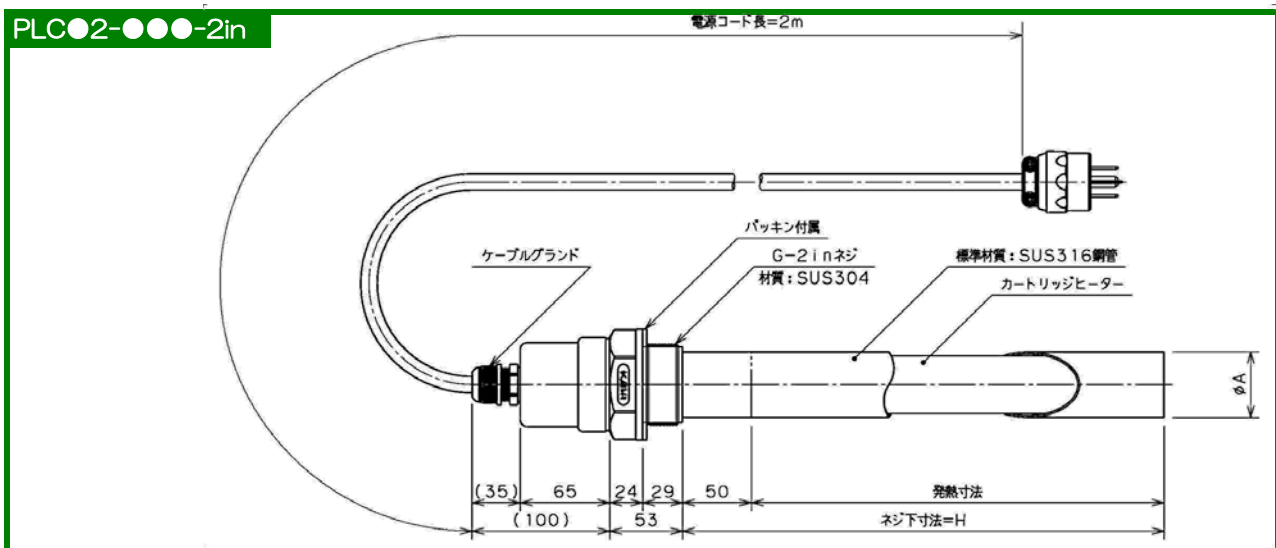 PLC●2-●●●-2in
電源コード長=2m
パッキン付属
ケーブルグランド
G-2inネジ
材質:SUS304
標準材質:SUS316鋼管
カートリッジヒーター
φA
(35)
65
24
29
50
発熱寸法
(100)
53
ネジ下寸法=H